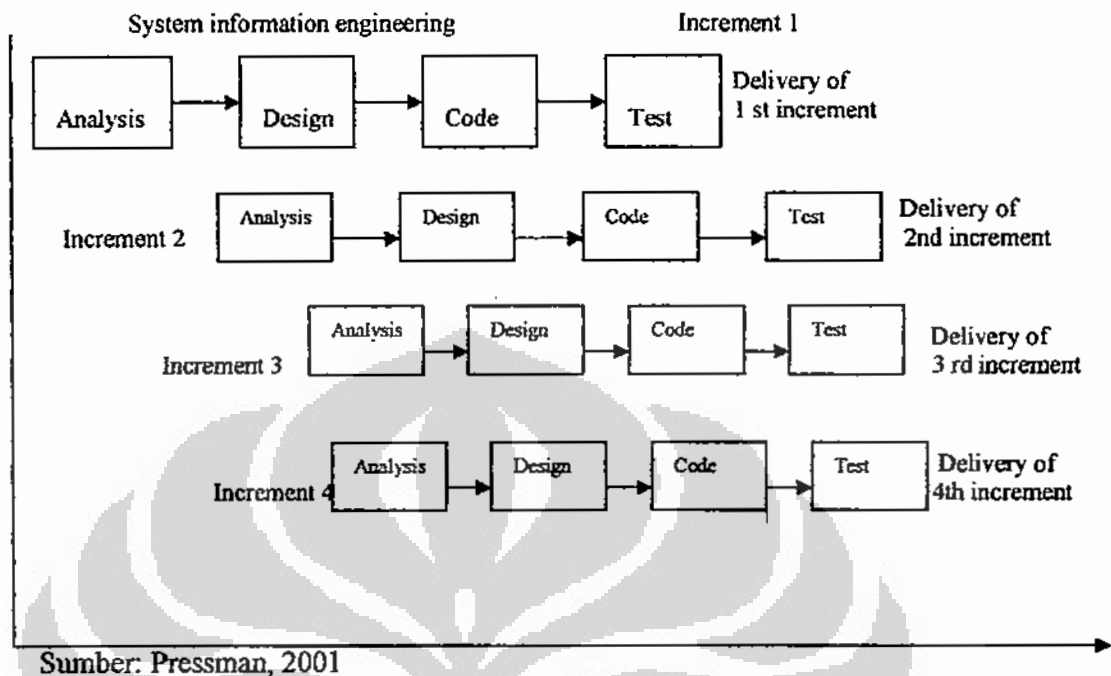 System information engineering
Increment 1
Analysis
Design
Code
Test
Delivery of
1 st increment
Increment 2
Analysis
Design
Code
Test
Delivery of
2nd increment
Increment 3
Analysis
Design
Code
Test
Delivery of
3 rd increment
Increment 4
Analysis
Design
Code
Test
Delivery of
4th increment
Sumber: Pressman, 2001